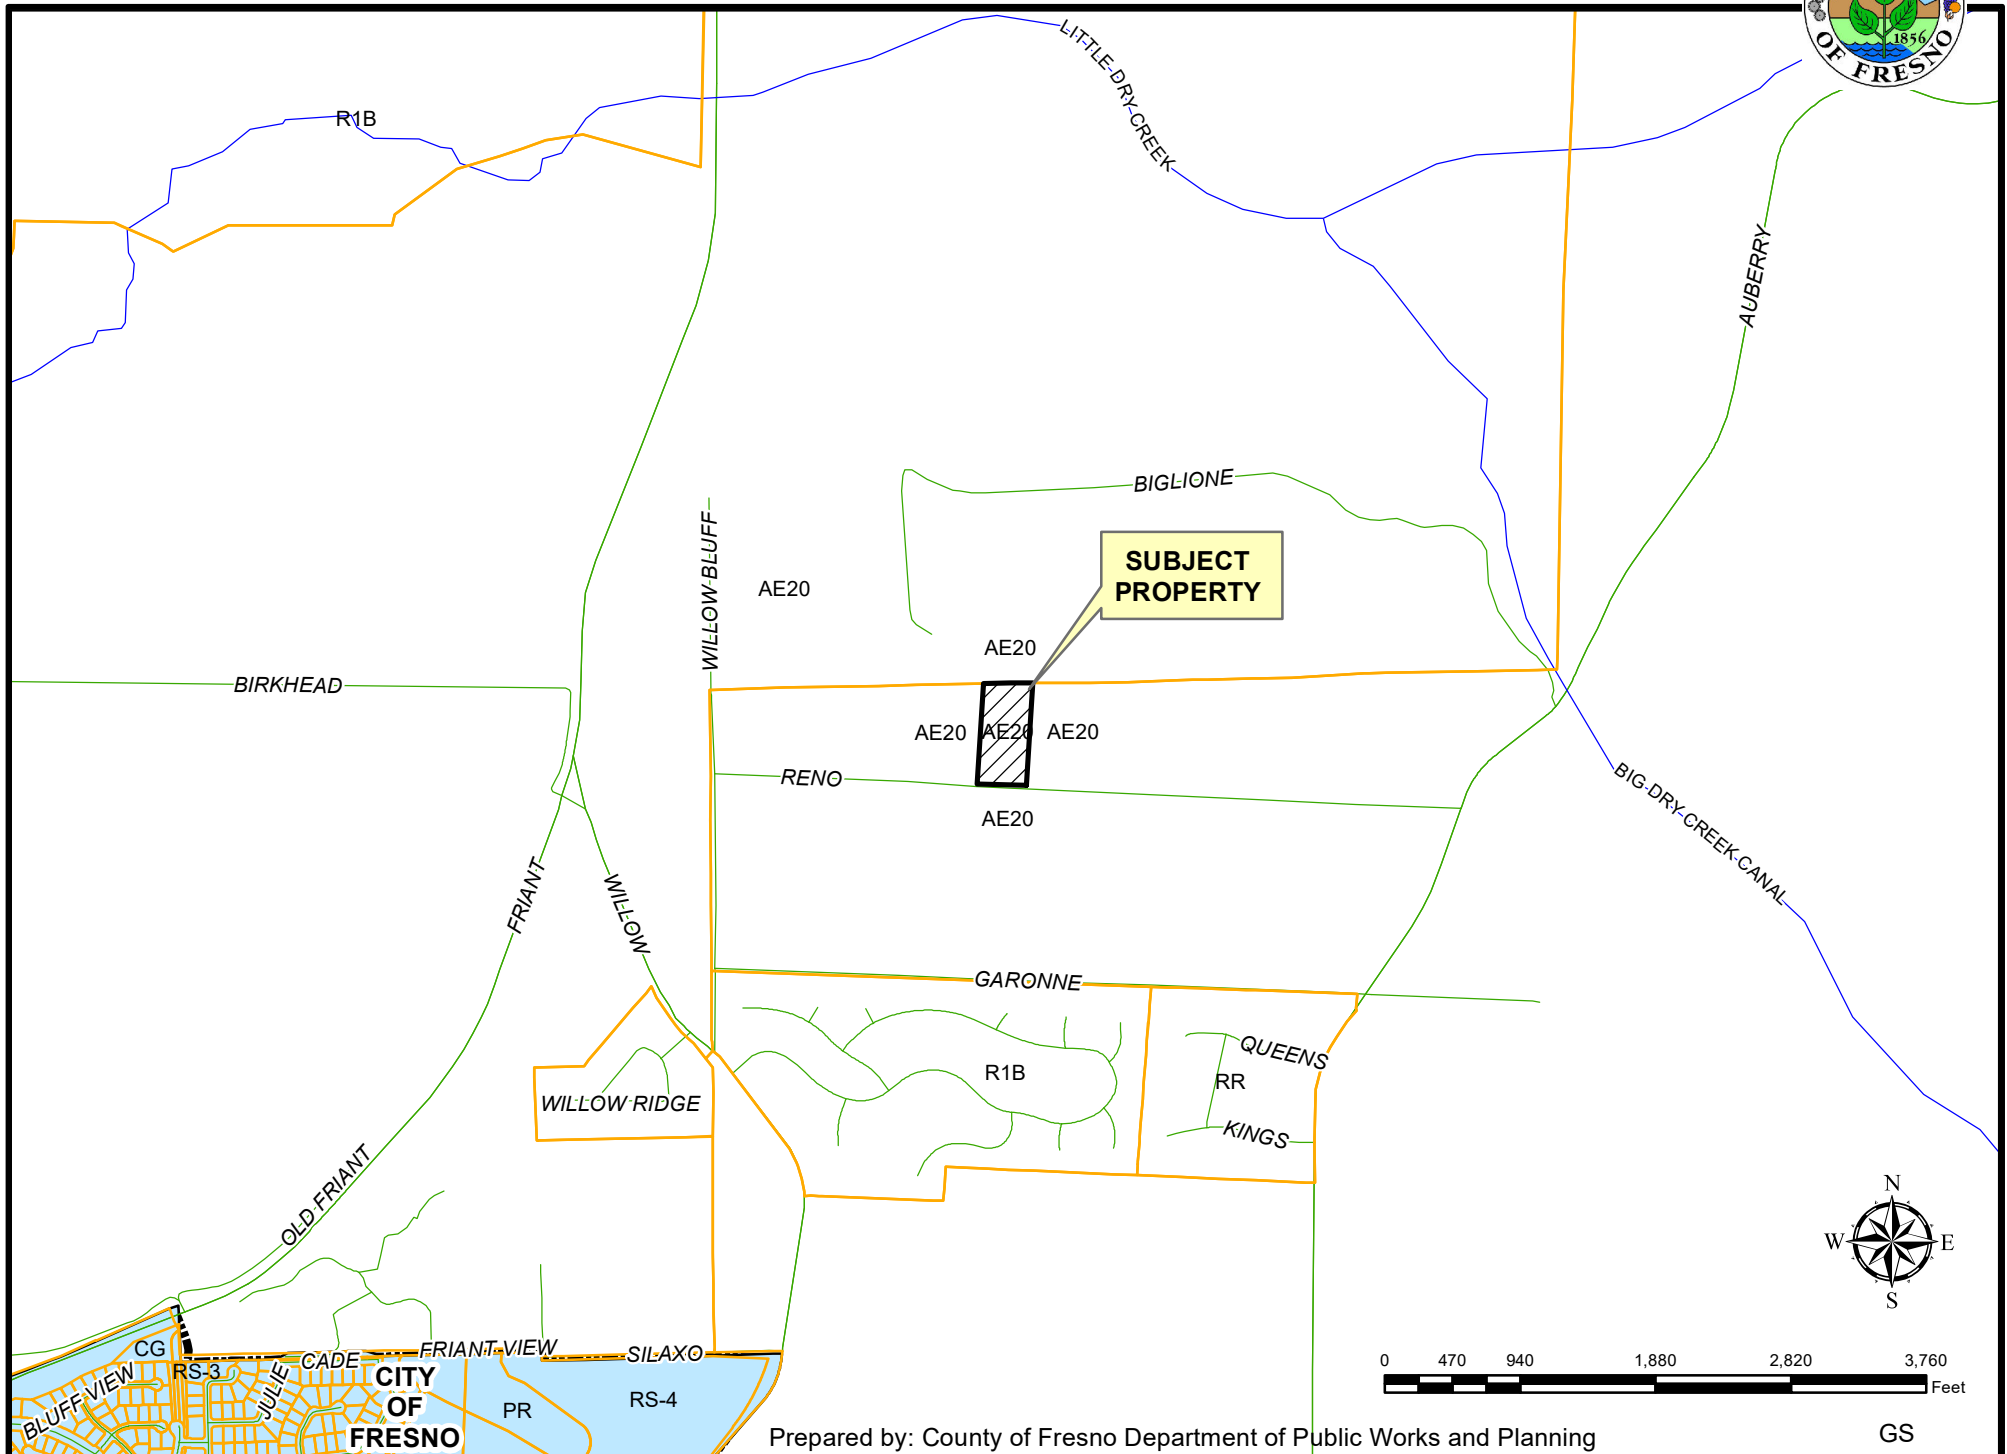 1856
OF FRESNO
LITTLE DRY CREEK
R1B
AUBERRY
BIGLIONE
WILLOW BLUFF
SUBJECT
PROPERTY
AE20
AE20
BIRKHEAD
AE20
AE20
AE20
RENO
AE20
BIG DRY CREEK CANAL
FRIANT
WILLOW
GARONNE
QUEENS
R1B
RR
WILLOW RIDGE
KINGS
OLD FRIANT
N
W
E
S
CG
RS-3
CADE
FRIANT VIEW
SILAXO
BLUFF VIEW
JULIE
CITY
OF
FRESNO
PR
RS-4
0 470 940 1,880 2,820 3,760
Feet
Prepared by: County of Fresno Department of Public Works and Planning
GS